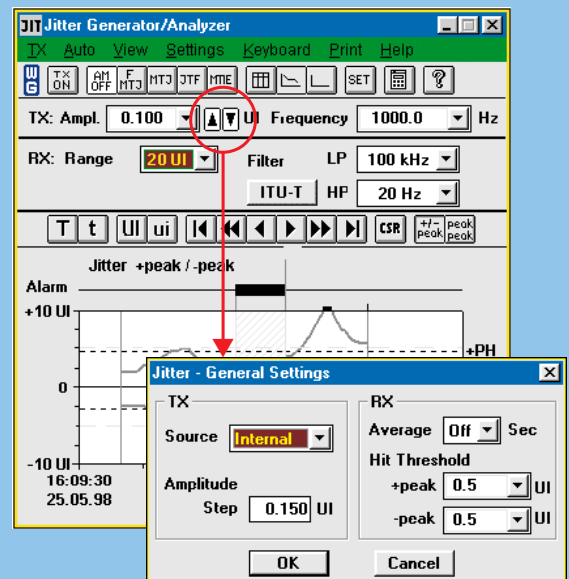 JIT Jitter Generator/Analyzer
TX Auto View Settings Keyboard Print Help
WG TX ON AM OFF F MTJ MTJ JTF MTIE SET ?
TX: Ampl. 0.100 UI Frequency 1000.0 Hz
RX: Range 20 UI Filter LP 100 kHz
ITU-T HP 20 Hz
T t UI ui CSR +/- peak peak peak
Jitter +peak / -peak
Alarm
+10 UI
+PH
0
-10 UI
16:09:30
25.05.98
Jitter - General Settings
TX
Source Internal
Amplitude
Step 0.150 UI
RX
Average Off Sec
Hit Threshold
+peak 0.5 UI
-peak 0.5 UI
OK Cancel